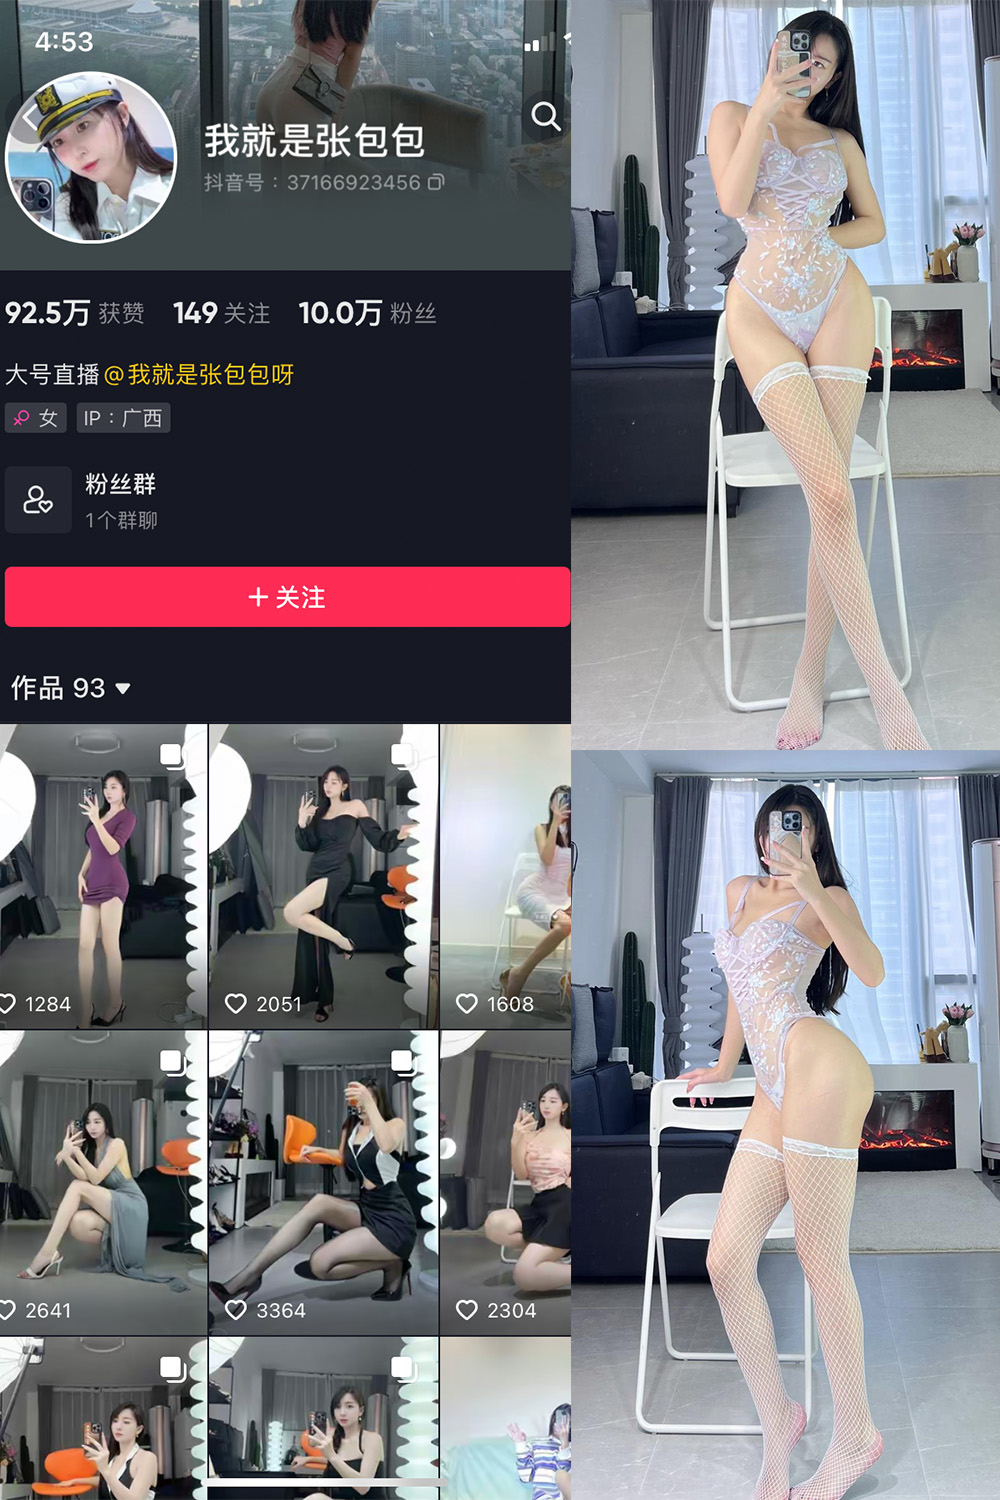 4:53
我就是张包包
抖音号：37166923456
92.5万 获赞 149 关注 10.0万 粉丝
大号直播@我就是张包包呀
女 IP：广西
粉丝群
1个群聊
+ 关注
作品 93
1284 2051 1608
2641 3364 2304